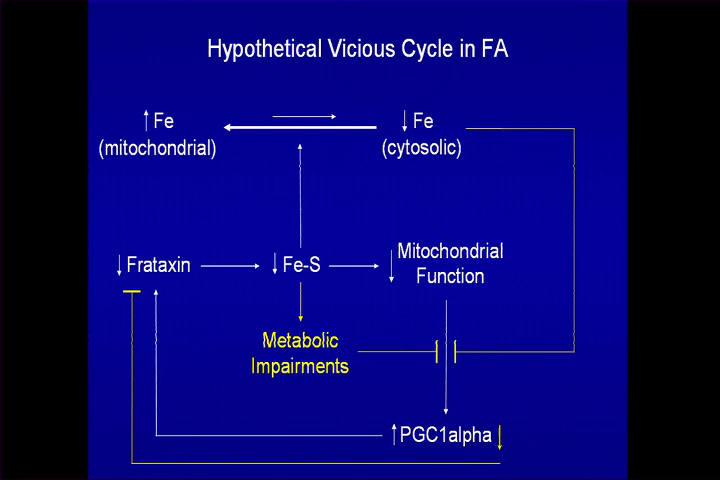 Hypothetical Vicious Cycle in FA
↑Fe
(mitochondrial)
↓Fe
(cytosolic)
↓Frataxin
↓Fe-S
↓Mitochondrial
Function
Metabolic
Impairments
↑PGC1alpha↓